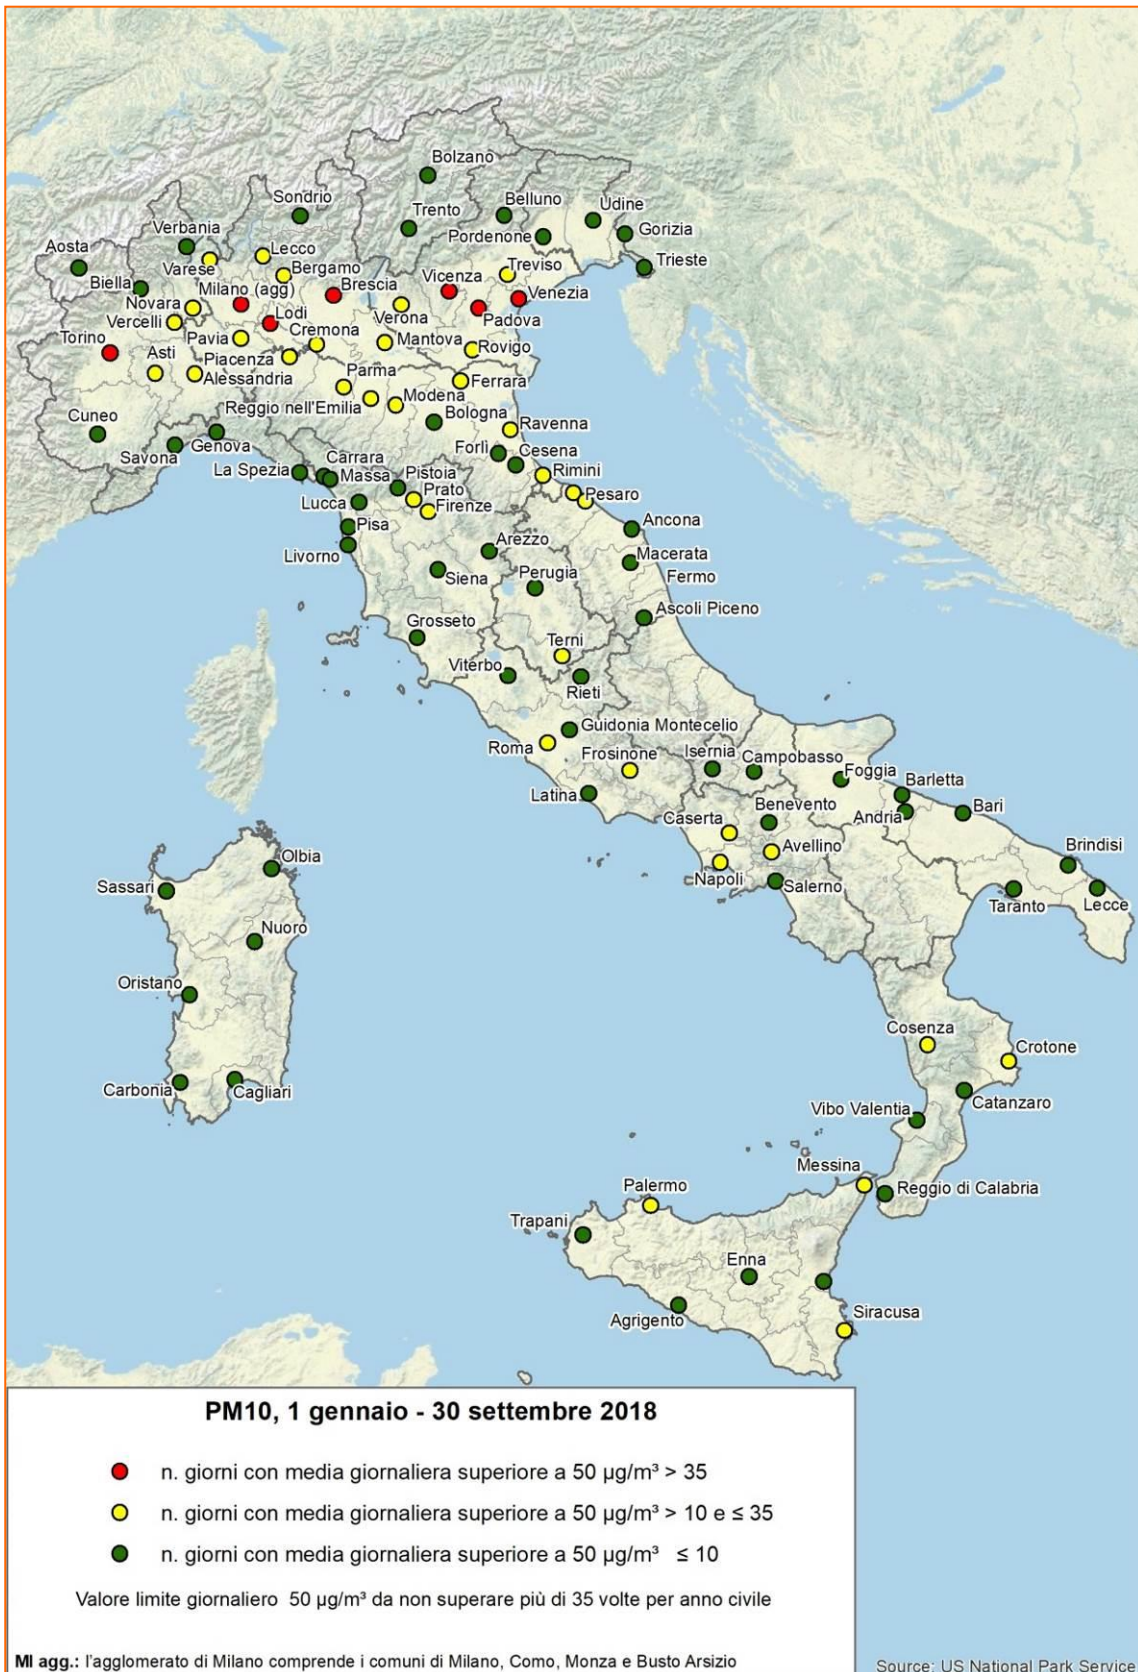 Bolzano
Sondrio
Belluno
Udine
Trento
Verbania
Pordenone
Gorizia
Aosta
Lecco
Varese
Bergamo
Vicenza
Treviso
Trieste
Biella
Milano (agg)
Brescia
Venezia
Novara
Lodi
Verona
Padova
Vercelli
Torino
Pavia
Cremona
Mantova
Rovigo
Asti
Piacenza
Alessandria
Parma
Ferrara
Modena
Reggio nell'Emilia
Cuneo
Bologna
Ravenna
Genova
Savona
Forlì
Cesena
Carrara
La Spezia
Massa
Pistoia
Rimini
Prato
Pesaro
Lucca
Firenze
Pisa
Ancona
Livorno
Arezzo
Macerata
Siena
Perugia
Fermo
Ascoli Piceno
Grosseto
Terni
Viterbo
Rieti
Guidonia Montecelio
Roma
Frosinone
Isernia
Campobasso
Foggia
Latina
Barletta
Benevento
Caserta
Andria
Bari
Avellino
Brindisi
Napoli
Salerno
Taranto
Lecce
Olbia
Sassari
Nuoro
Oristano
Cosenza
Crotone
Carbonia
Cagliari
Catanzaro
Vibo Valentia
Messina
Palermo
Reggio di Calabria
Trapani
Enna
Agrigento
Siracusa
PM10, 1 gennaio - 30 settembre 2018
n. giorni con media giornaliera superiore a 50 µg/m³ > 35
n. giorni con media giornaliera superiore a 50 µg/m³ > 10 e ≤ 35
n. giorni con media giornaliera superiore a 50 µg/m³ ≤ 10
Valore limite giornaliero 50 µg/m³ da non superare più di 35 volte per anno civile
MI agg.: l'agglomerato di Milano comprende i comuni di Milano, Como, Monza e Busto Arsizio
Source: US National Park Service